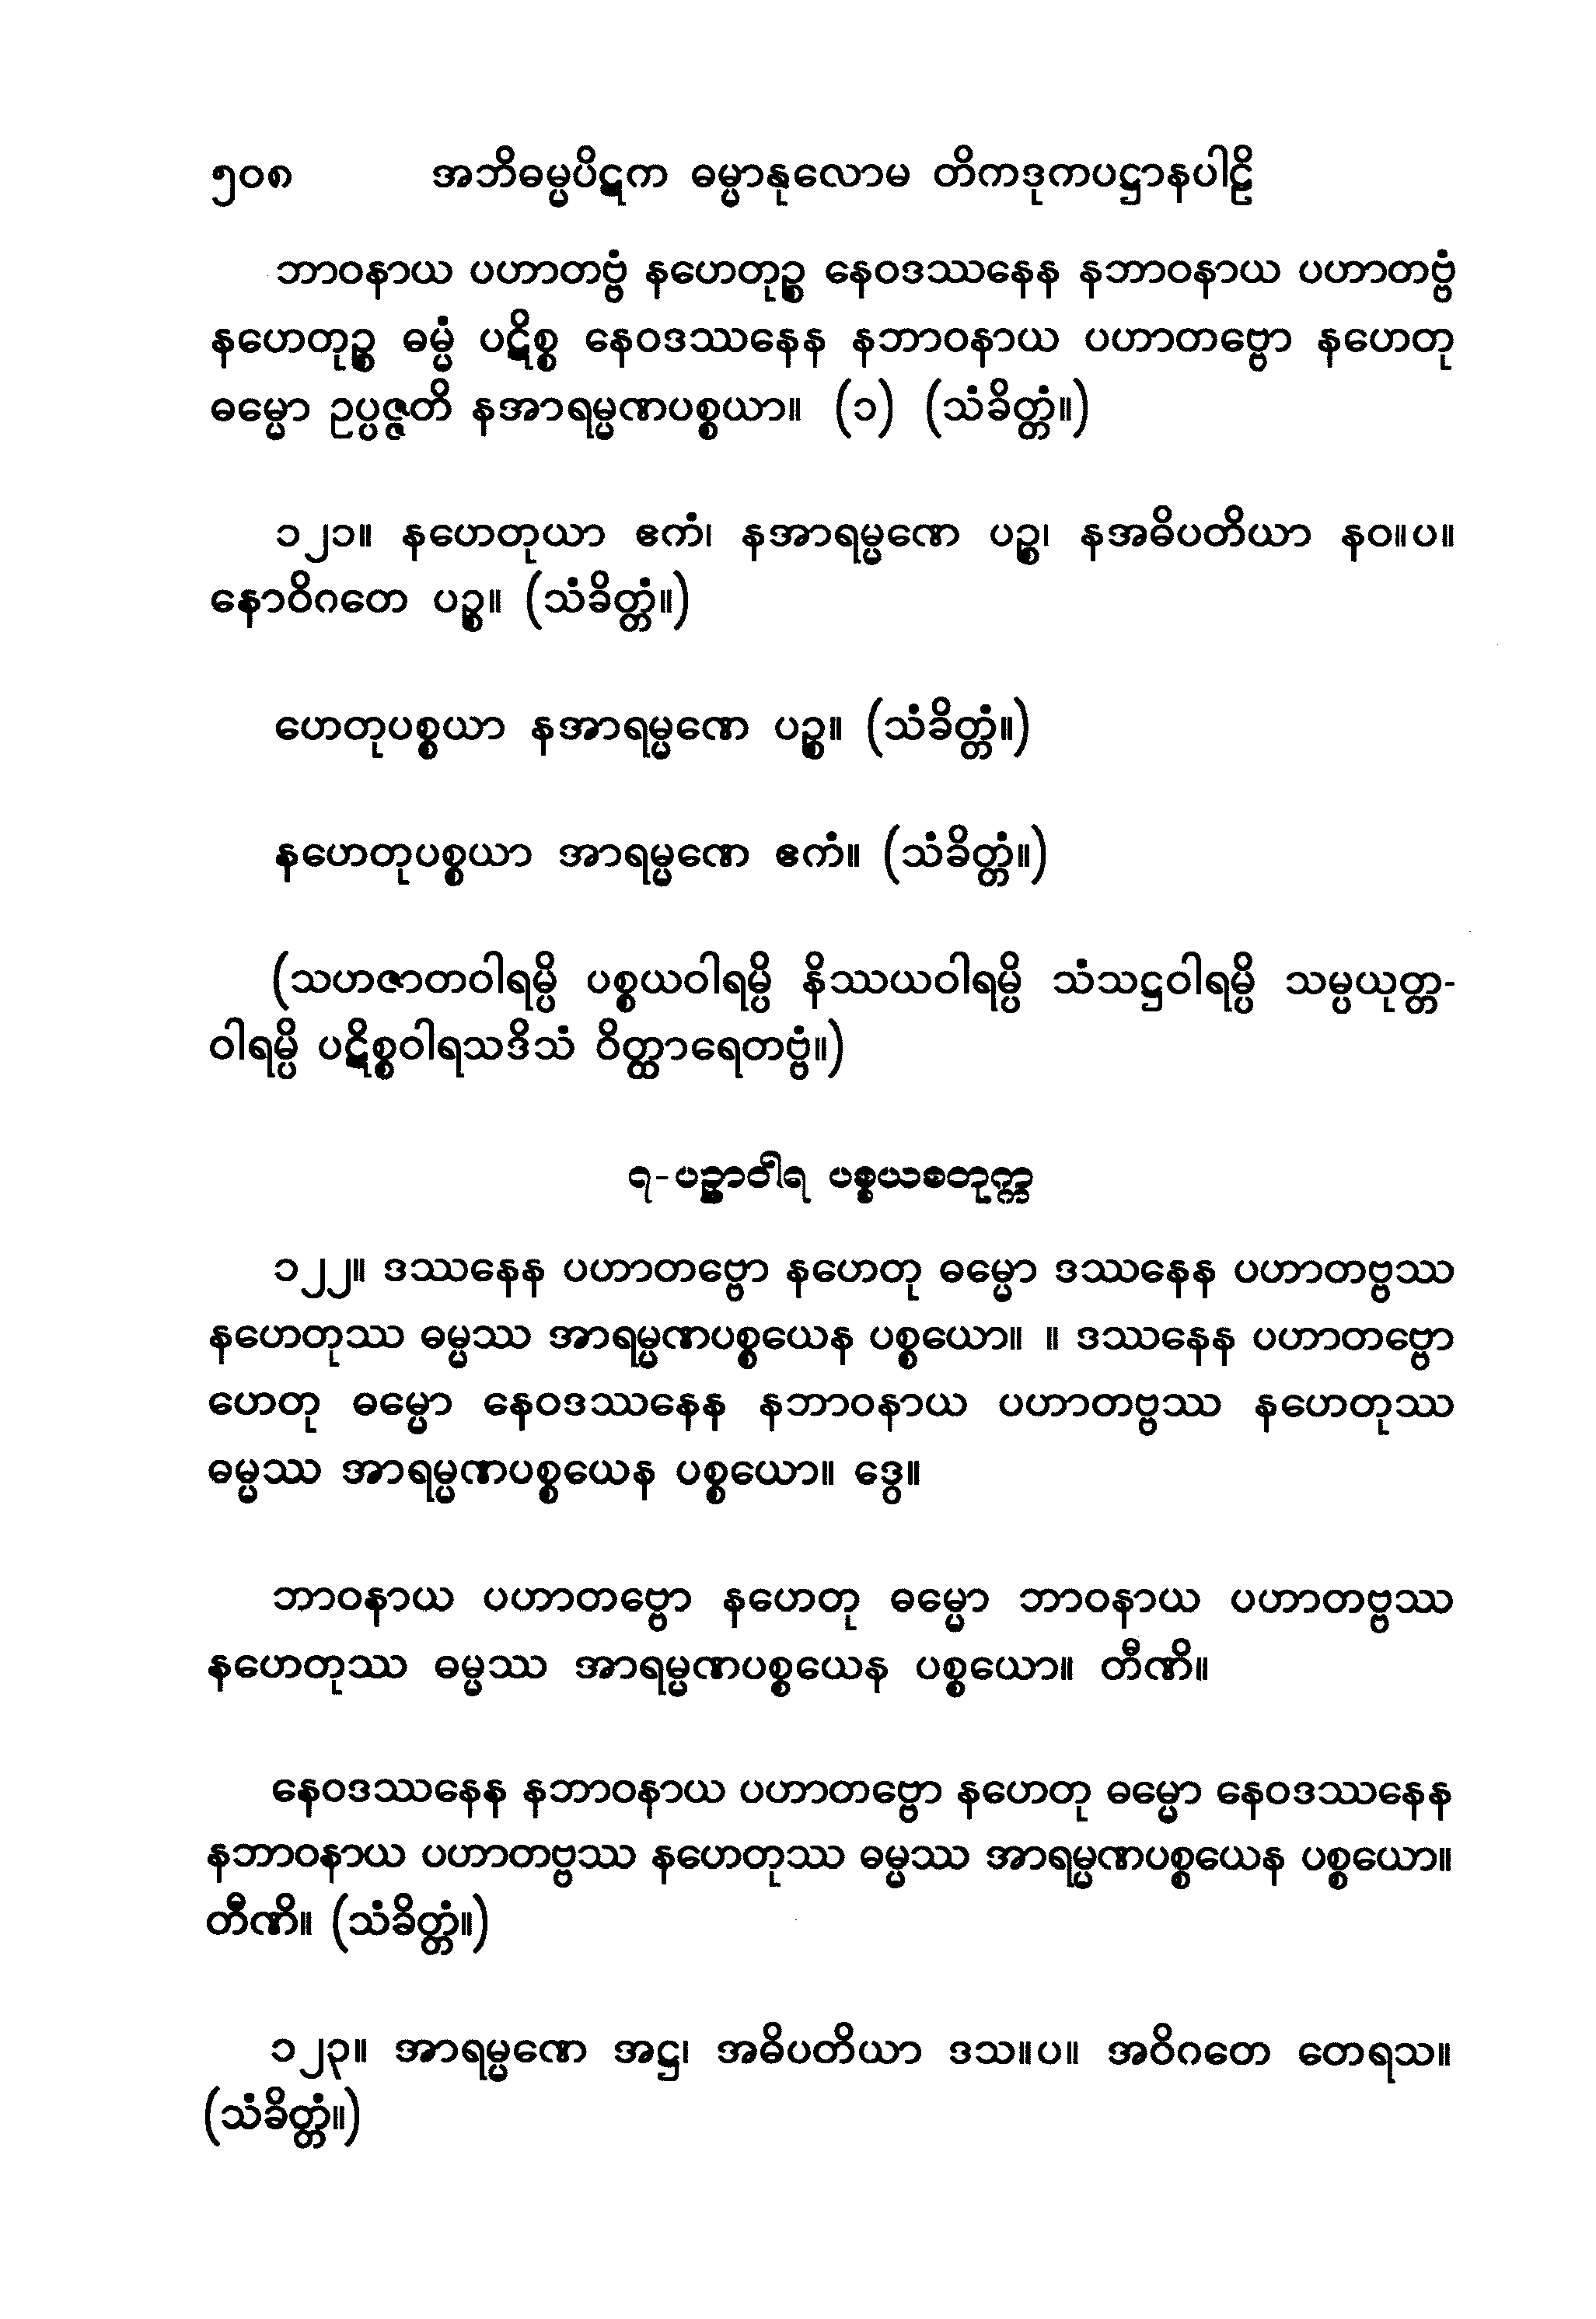 ၅၀၈ အဘိဓမ္မပိဋက ဓမ္မာနုလောမ တိကဒုကပဋ္ဌာနပါဠိ
ဘာဝနာယ ပဟာတဗ္ဗံ နဟေတုဉ္စ နေဝဒဿနေန နဘာဝနာယ ပဟာတဗ္ဗံ
နဟေတုဉ္စ ဓမ္မံ ပဋိစ္စ နေဝဒဿနေန နဘာဝနာယ ပဟာတဗ္ဗော နဟေတု
ဓမ္မော ဥပ္ပဇ္ဇတိ နအာရမ္မဏပစ္စယာ။ (၁) (သံခိတ္တံ။)
၁၂၁။ နဟေတုယာ ဧကံ၊ နအာရမ္မဏေ ပဉ္စ၊ နအဓိပတိယာ နဝ။ပ။
နောဝိဂတေ ပဉ္စ။ (သံခိတ္တံ။)
ဟေတုပစ္စယာ နအာရမ္မဏေ ပဉ္စ။ (သံခိတ္တံ။)
နဟေတုပစ္စယာ အာရမ္မဏေ ဧကံ။ (သံခိတ္တံ။)
(သဟဇာတဝါရမ္ပိ ပစ္စယဝါရမ္ပိ နိဿယဝါရမ္ပိ သံသဋ္ဌဝါရမ္ပိ သမ္ပယုတ္တ-
ဝါရမ္ပိ ပဋိစ္စဝါရသဒိသံ ဝိတ္ထာရေတဗ္ဗံ။)
၇-ပဉ္ဟာဝါရ ပစ္စယစတုက္က
၁၂၂။ ဒဿနေန ပဟာတဗ္ဗော နဟေတု ဓမ္မော ဒဿနေန ပဟာတဗ္ဗဿ
နဟေတုဿ ဓမ္မဿ အာရမ္မဏပစ္စယေန ပစ္စယော။ ။ ဒဿနေန ပဟာတဗ္ဗော
ဟေတု ဓမ္မော နေဝဒဿနေန နဘာဝနာယ ပဟာတဗ္ဗဿ နဟေတုဿ
ဓမ္မဿ အာရမ္မဏပစ္စယေန ပစ္စယော။ ဒွေ။
ဘာဝနာယ ပဟာတဗ္ဗော နဟေတု ဓမ္မော ဘာဝနာယ ပဟာတဗ္ဗဿ
နဟေတုဿ ဓမ္မဿ အာရမ္မဏပစ္စယေန ပစ္စယော။ တီဏိ။
နေဝဒဿနေန နဘာဝနာယ ပဟာတဗ္ဗော နဟေတု ဓမ္မော နေဝဒဿနေန
နဘာဝနာယ ပဟာတဗ္ဗဿ နဟေတုဿ ဓမ္မဿ အာရမ္မဏပစ္စယေန ပစ္စယော။
တီဏိ။ (သံခိတ္တံ။)
၁၂၃။ အာရမ္မဏေ အဋ္ဌ၊ အဓိပတိယာ ဒသ။ပ။ အဝိဂတေ တေရသ။
(သံခိတ္တံ။)